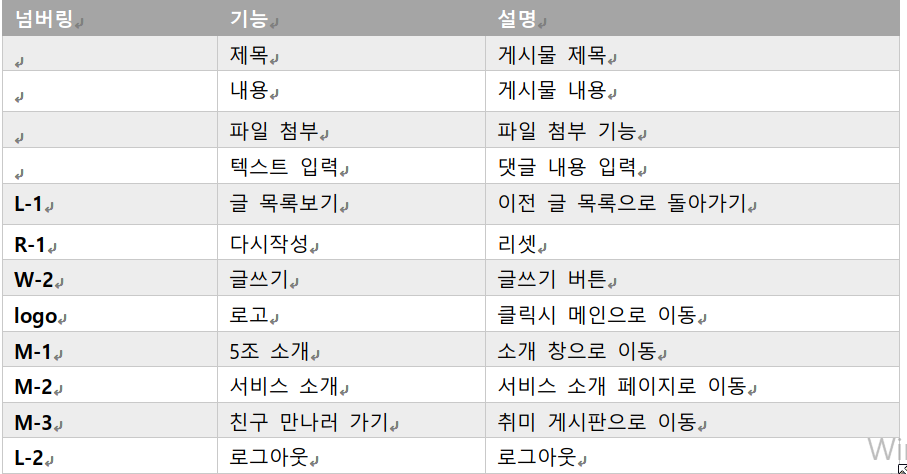 넘버링 기능 설명
제목 게시물 제목
내용 게시물 내용
파일 첨부 파일 첨부 기능
텍스트 입력 댓글 내용 입력
L-1 글 목록보기 이전 글 목록으로 돌아가기
R-1 다시작성 리셋
W-2 글쓰기 글쓰기 버튼
logo 로고 클릭시 메인으로 이동
M-1 5조 소개 소개 창으로 이동
M-2 서비스 소개 서비스 소개 페이지로 이동
M-3 친구 만나러 가기 취미 게시판으로 이동
L-2 로그아웃 로그아웃